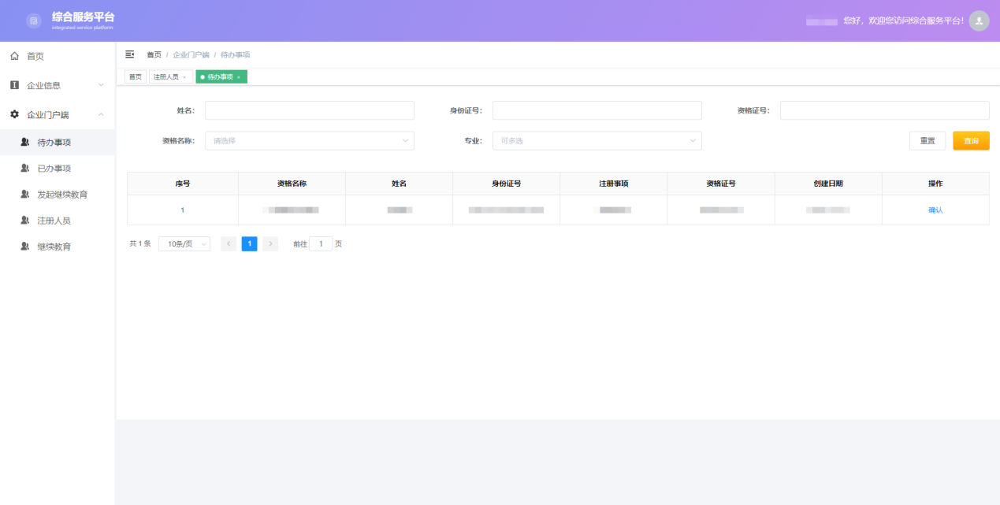 综合服务平台
Integrated service platform
您好，欢迎您访问综合服务平台!
首页
企业信息
企业门户端
待办事项
已办事项
发起继续教育
注册人员
继续教育
首页 / 企业门户端 / 待办事项
首页 注册人员 × 待办事项 ×
姓名: 身份证号: 资格证号:
资格名称: 请选择 专业: 可多选 重置 查询
序号 资格名称 姓名 身份证号 注册事项 资格证号 创建日期 操作
1 确认
共 1 条 10条/页 < 1 > 前往 1 页